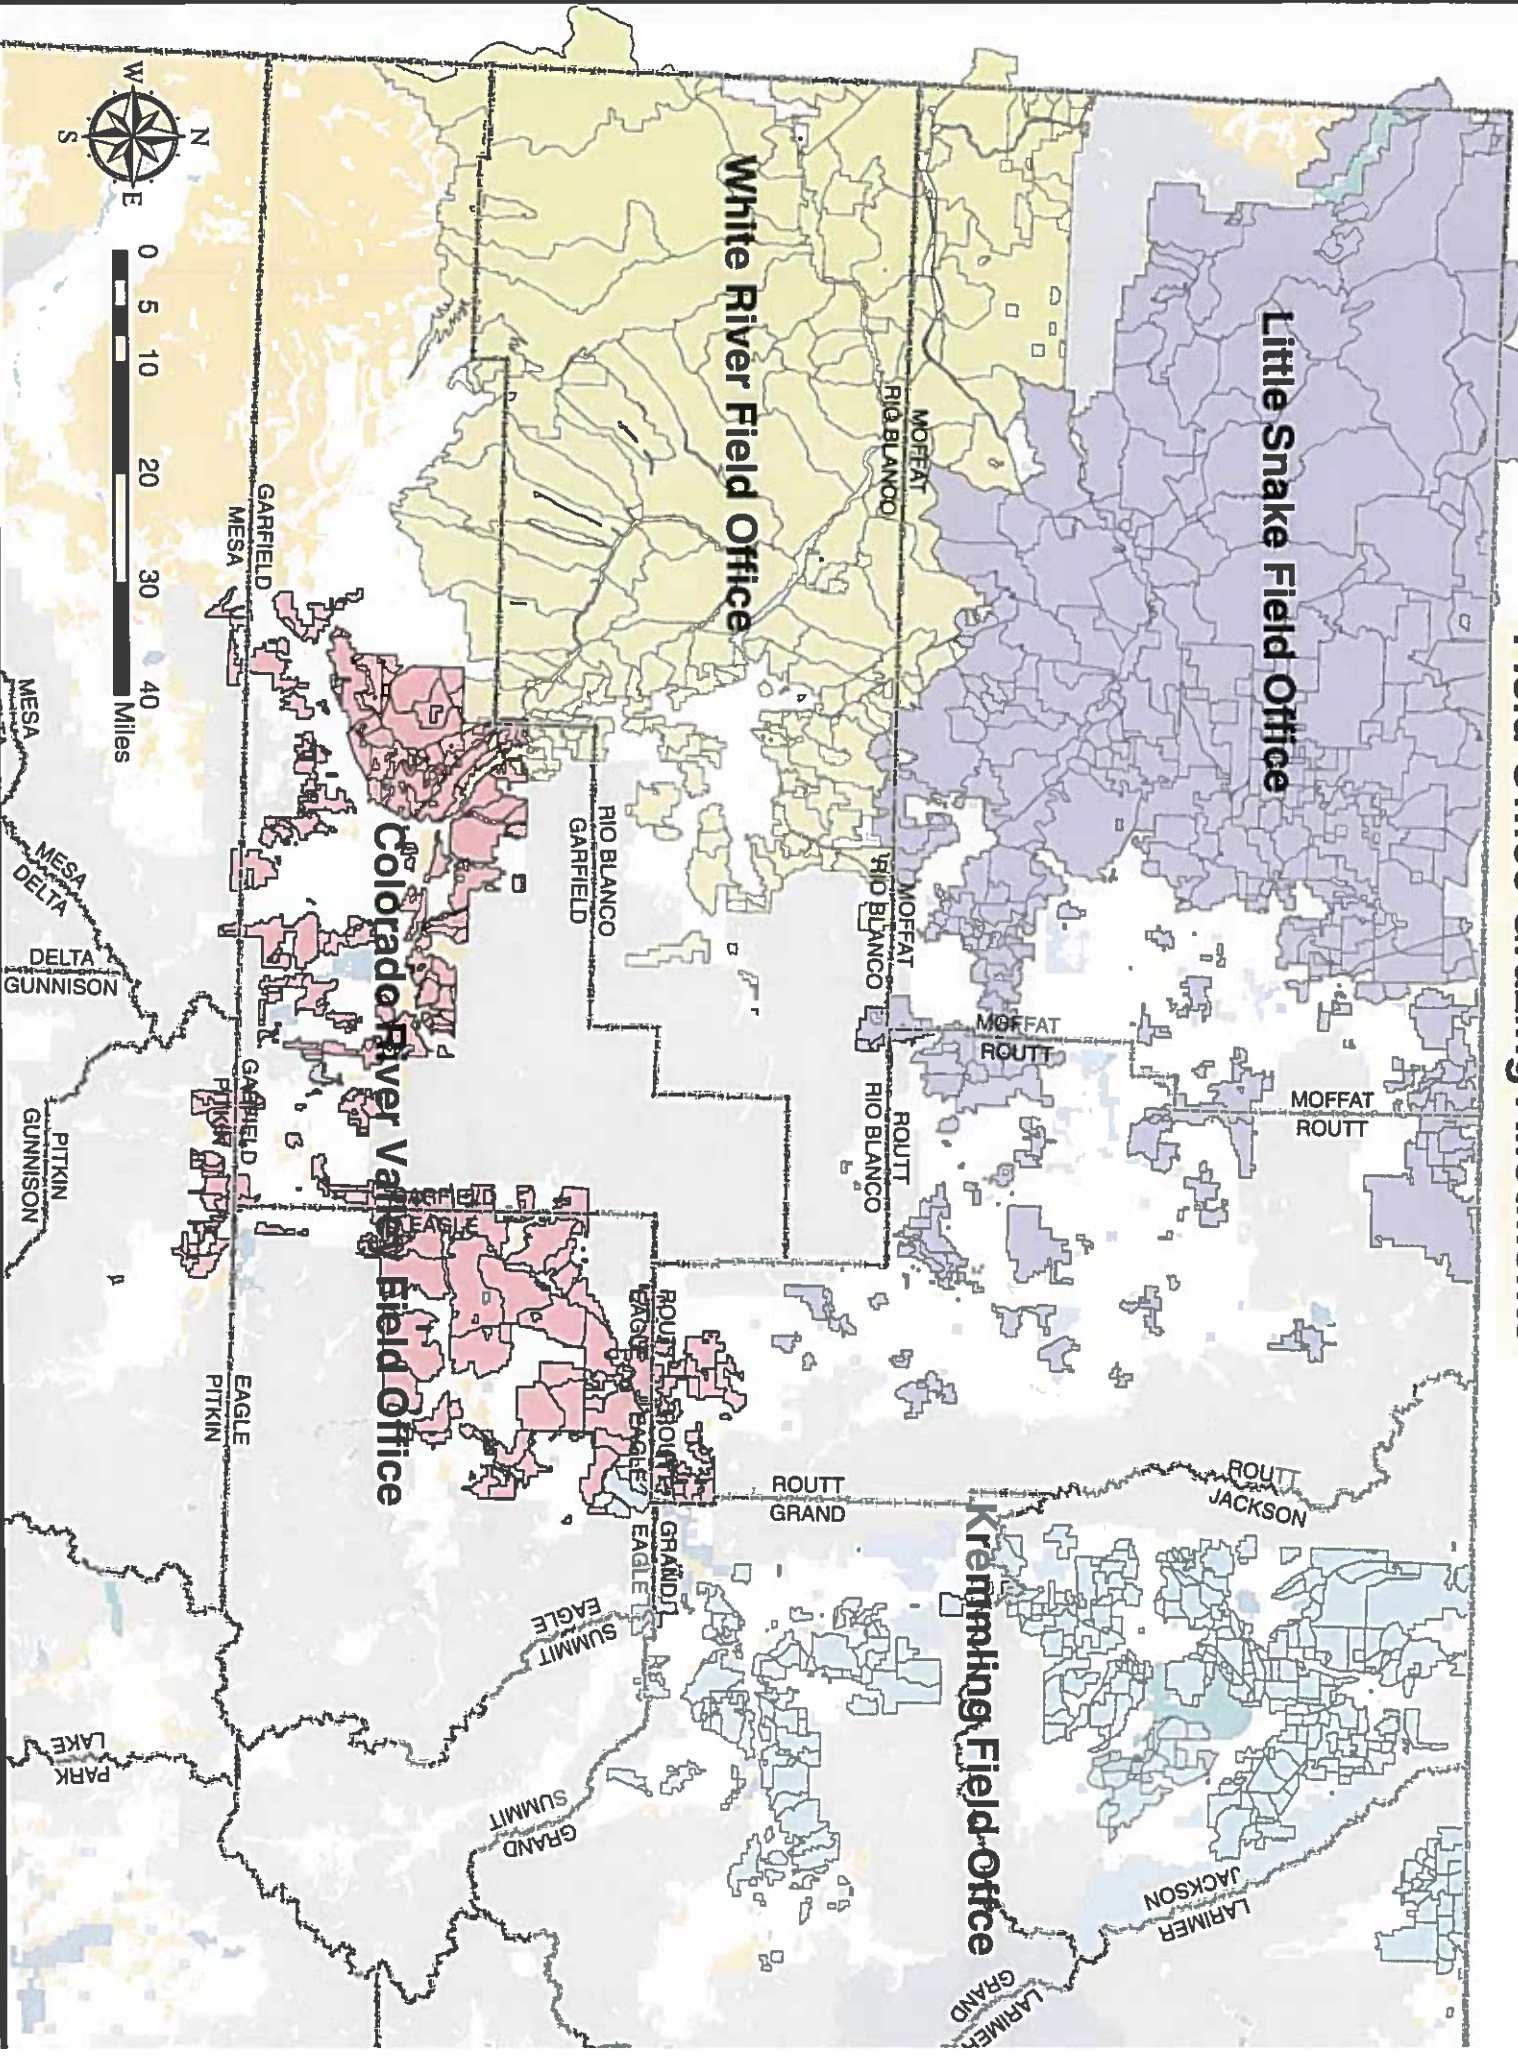 Little Snake Field Office
MOFFAT
ROUTT
ROUTT
JACKSON
JACKSON
LARIMER
MOFFAT
ROUTT
Kremmling Field Office
LARIMER
GRAND
MOFFAT
RIO BLANCO
MOFFAT
RIO BLANCO
ROUTT
RIO BLANCO
White River Field Office
ROUTT
GRAND
ROUTT
EAGLE
ROUTT
EAGLE
GRAND
EAGLE
RIO BLANCO
GARFIELD
EAGLE
SUMMIT
SUMMIT
GRAND
GARFIELD
EAGLE
Colorado River Valley Field Office
GARFIELD
MESA
GARFIELD
PITKIN
EAGLE
PITKIN
N
W
E
S
0 5 10 20 30 40
Miles
MESA
MESA
DELTA
DELTA
GUNNISON
PITKIN
GUNNISON
LAKE
PARK